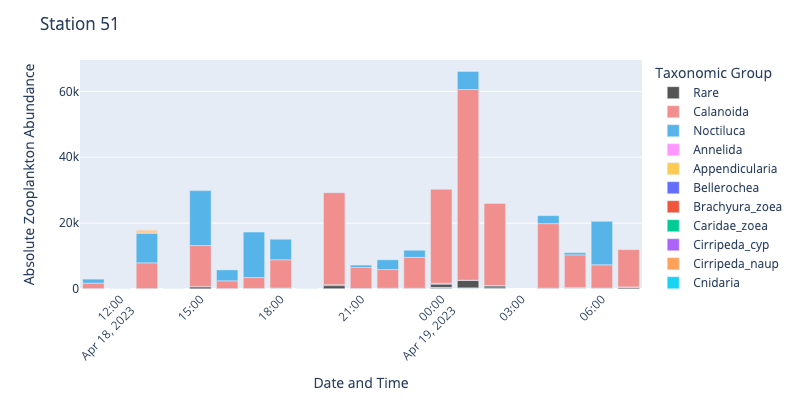 Station 51
Absolute Zooplankton Abundance
60k
40k
20k
0
12:00
Apr 18, 2023
15:00
18:00
21:00
00:00
Apr 19, 2023
03:00
06:00
Date and Time
Taxonomic Group
Rare
Calanoida
Noctiluca
Annelida
Appendicularia
Bellerochea
Brachyura_zoea
Caridae_zoea
Cirripeda_cyp
Cirripeda_naup
Cnidaria